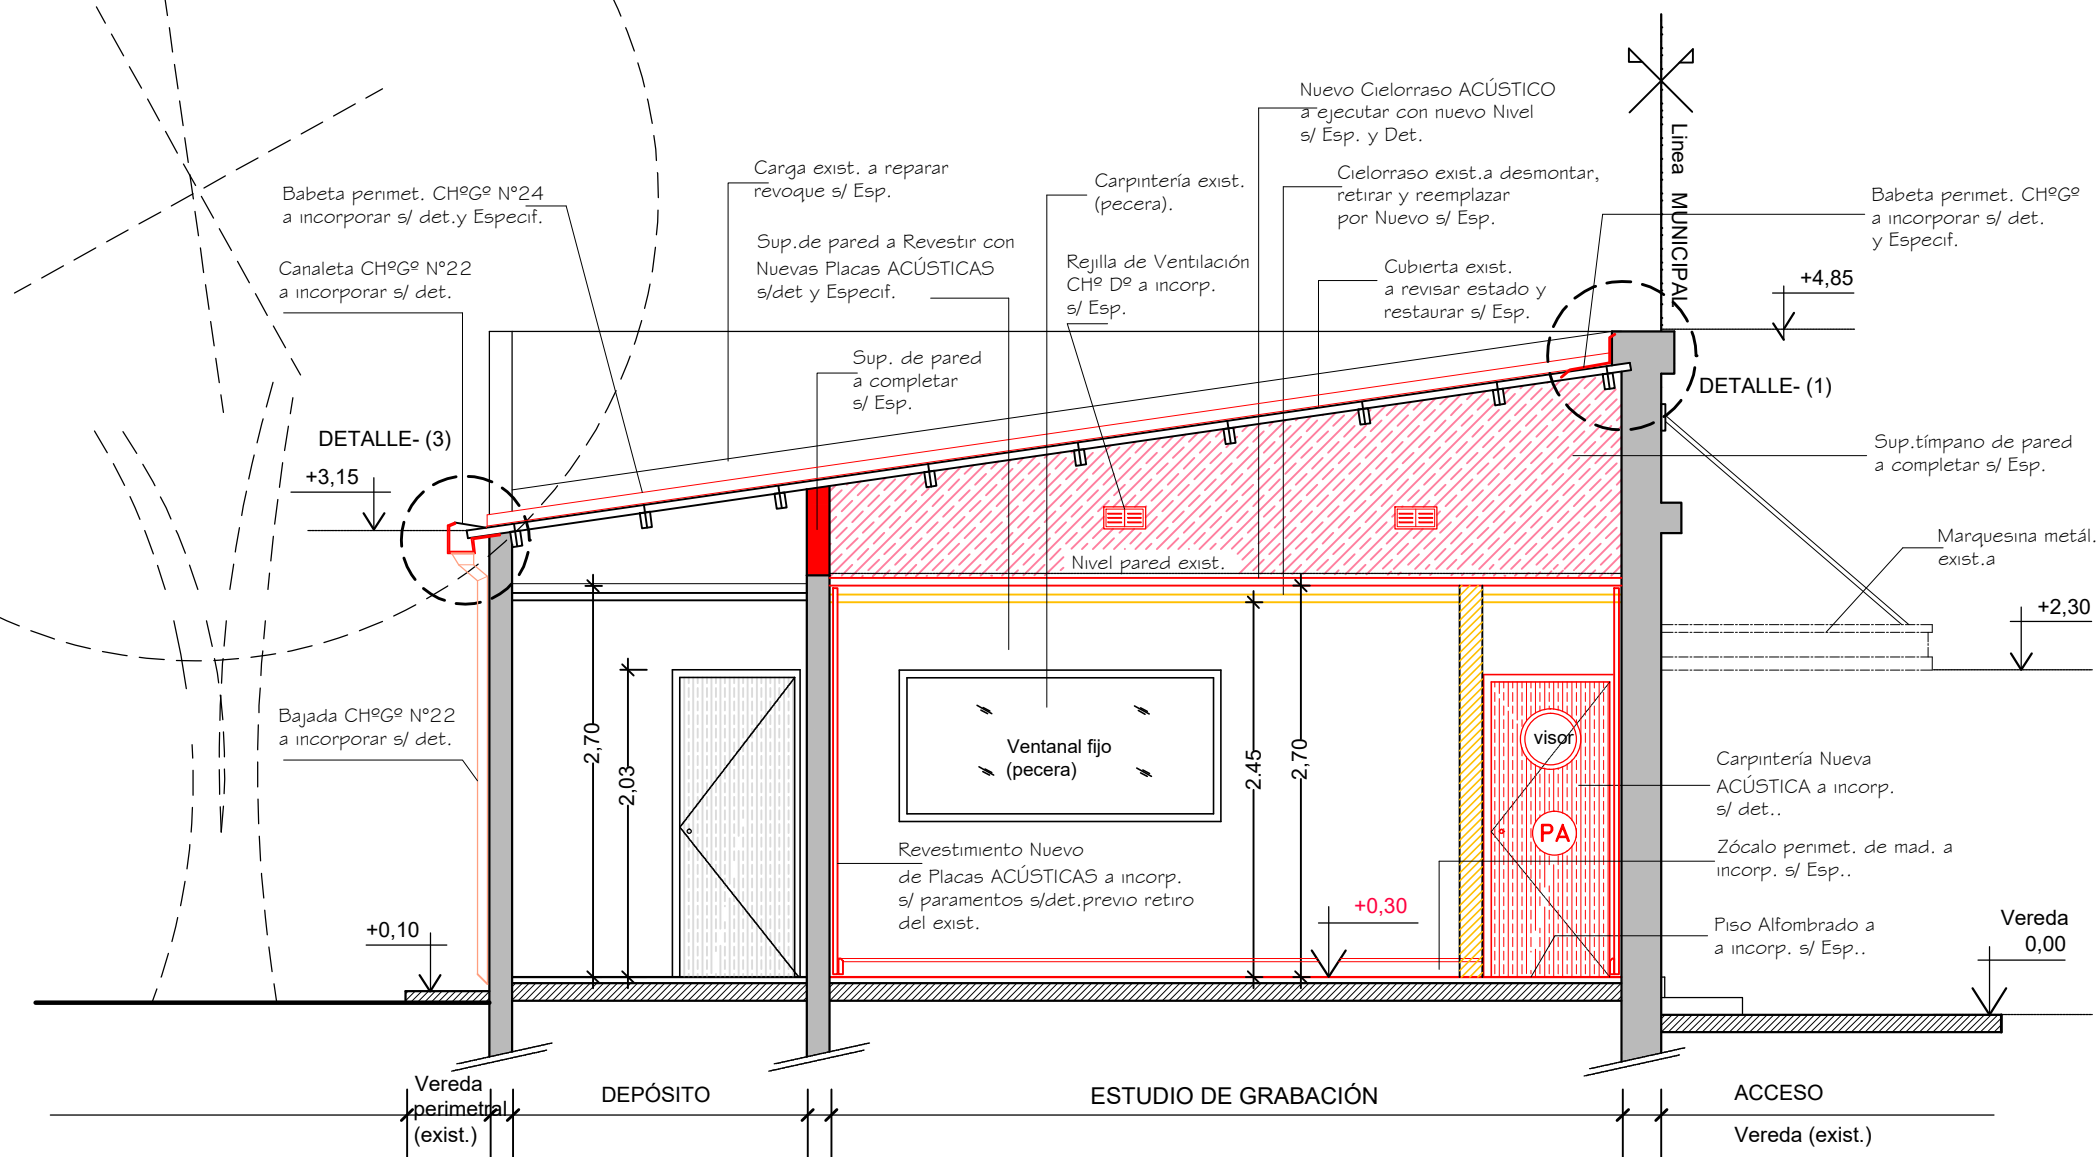 Nuevo Cielorraso ACÚSTICO
a ejecutar con nuevo Nivel
s/ Esp. y Det.
Linea MUNICIPAL
Carga exist. a reparar
revoque s/ Esp.
Carpintería exist.
(pecera).
Cielorraso exist.a desmontar,
retirar y reemplazar
por Nuevo s/ Esp.
Babeta perimet. CHºGº N°24
a incorporar s/ det.y Especif.
Babeta perimet. CHºGº
a incorporar s/ det.
y Especif.
Sup.de pared a Revestir con
Nuevas Placas ACÚSTICAS
s/det y Especif.
Rejilla de Ventilación
CHº Dº a incorp.
s/ Esp.
Cubierta exist.
a revisar estado y
restaurar s/ Esp.
Canaleta CHºGº N°22
a incorporar s/ det.
+4,85
Sup. de pared
a completar
s/ Esp.
DETALLE- (1)
DETALLE- (3)
+3,15
Sup.tímpano de pared
a completar s/ Esp.
Marquesina metál.
exist.a
Nivel pared exist.
+2,30
Bajada CHºGº N°22
a incorporar s/ det.
2,70
2,03
Ventanal fijo
(pecera)
2.45
2,70
visor
PA
Carpintería Nueva
ACÚSTICA a incorp.
s/ det..
Zócalo perimet. de mad. a
incorp. s/ Esp..
Revestimiento Nuevo
de Placas ACÚSTICAS a incorp.
s/ paramentos s/det.previo retiro
del exist.
+0,30
Piso Alfombrado a
a incorp. s/ Esp..
+0,10
Vereda
0,00
Vereda
perimetral
(exist.)
DEPÓSITO
ESTUDIO DE GRABACIÓN
ACCESO
Vereda (exist.)